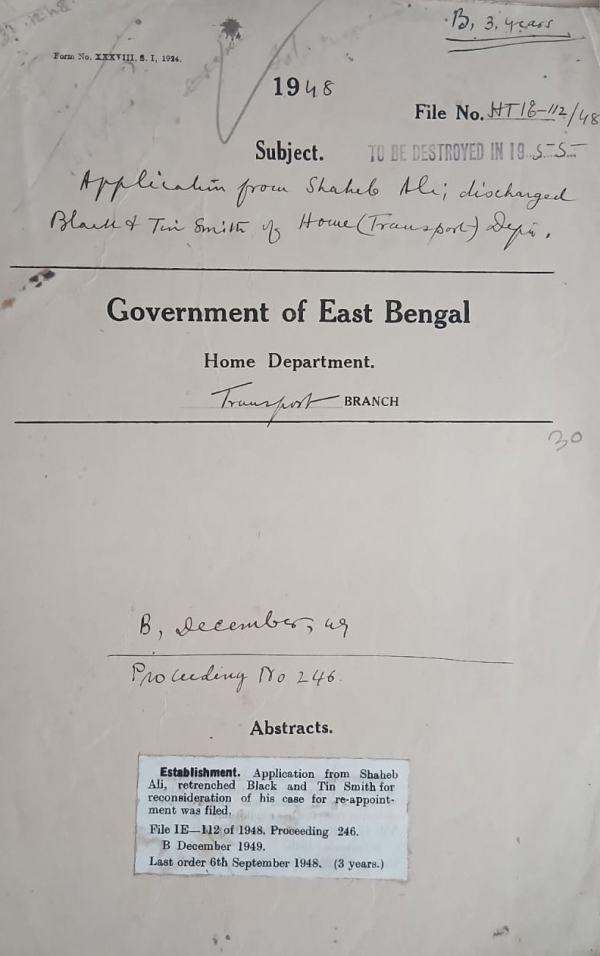 B, 3. years
Form No. XXXVIII, S. I, 1924.
1948
File No. HT1E-112/48
Subject.
TO BE DESTROYED IN 1955
Application from Shaheb Ali, discharged
Black & Tin Smith of Home (Transport) Deptt.
Government of East Bengal
Home Department.
Transport BRANCH
30
B, December, 49
Proceeding No 246.
Abstracts.
Establishment. Application from Shaheb
Ali, retrenched Black and Tin Smith for
reconsideration of his case for re-appoint-
ment was filed.
File IE—112 of 1948. Proceeding 246.
B December 1949.
Last order 6th September 1948. (3 years.)